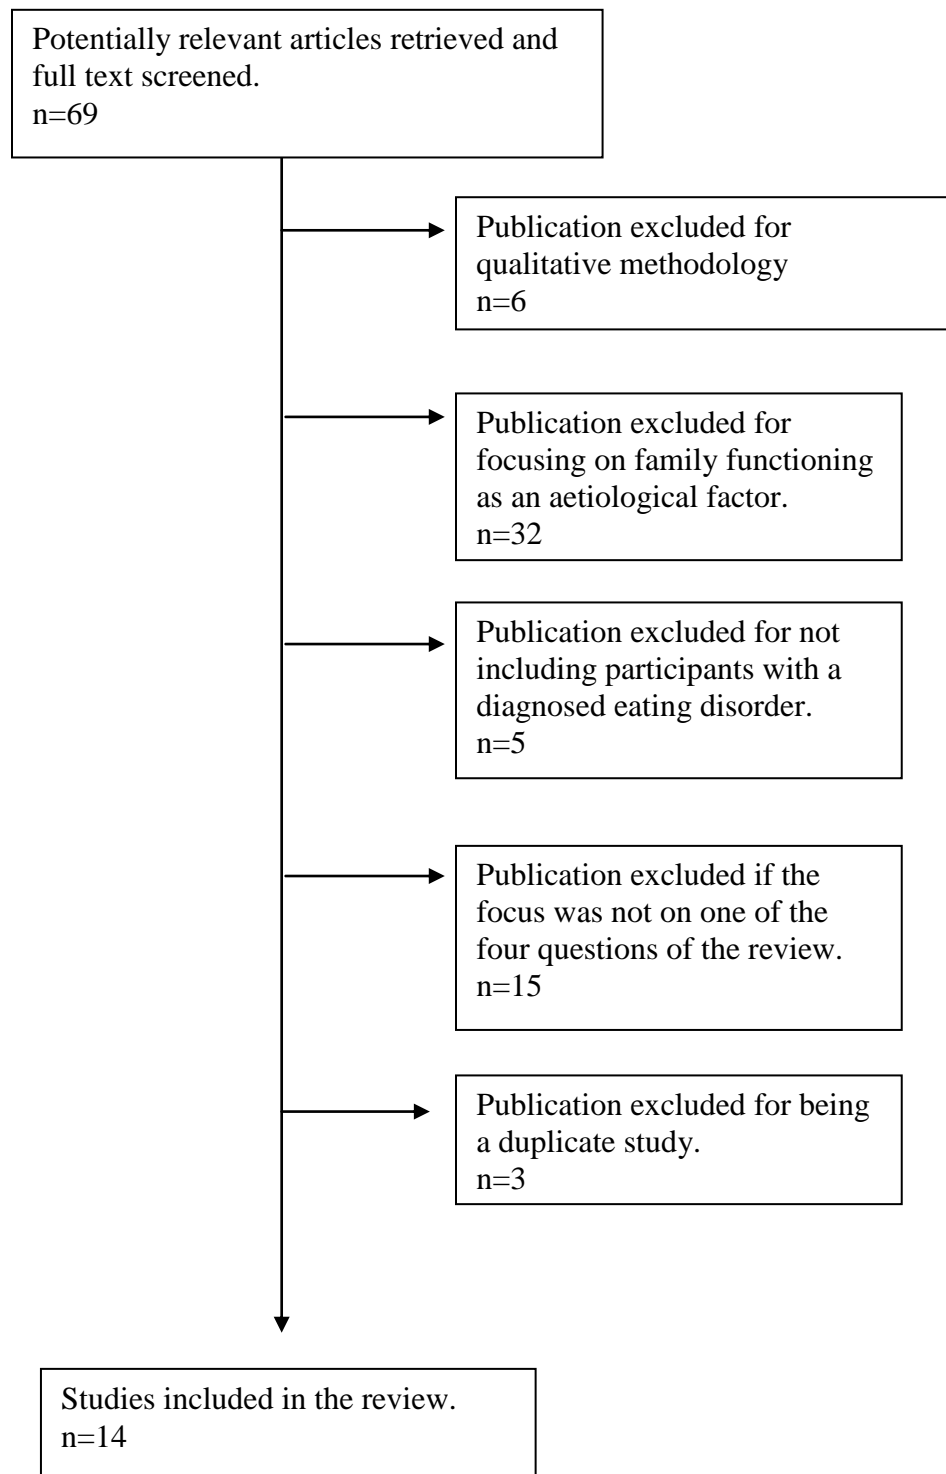 Potentially relevant articles retrieved and
full text screened.
n=69
Publication excluded for
qualitative methodology
n=6
Publication excluded for
focusing on family functioning
as an aetiological factor.
n=32
Publication excluded for not
including participants with a
diagnosed eating disorder.
n=5
Publication excluded if the
focus was not on one of the
four questions of the review.
n=15
Publication excluded for being
a duplicate study.
n=3
Studies included in the review.
n=14